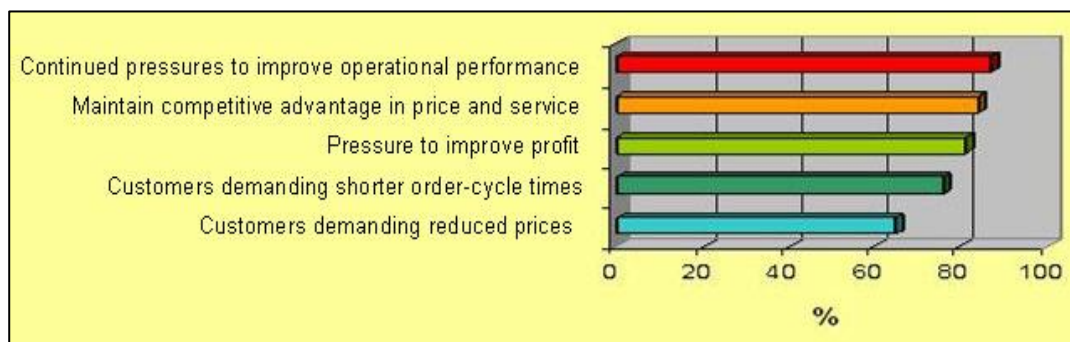 Continued pressures to improve operational performance
Maintain competitive advantage in price and service
Pressure to improve profit
Customers demanding shorter order-cycle times
Customers demanding reduced prices
0 20 40 60 80 100
%